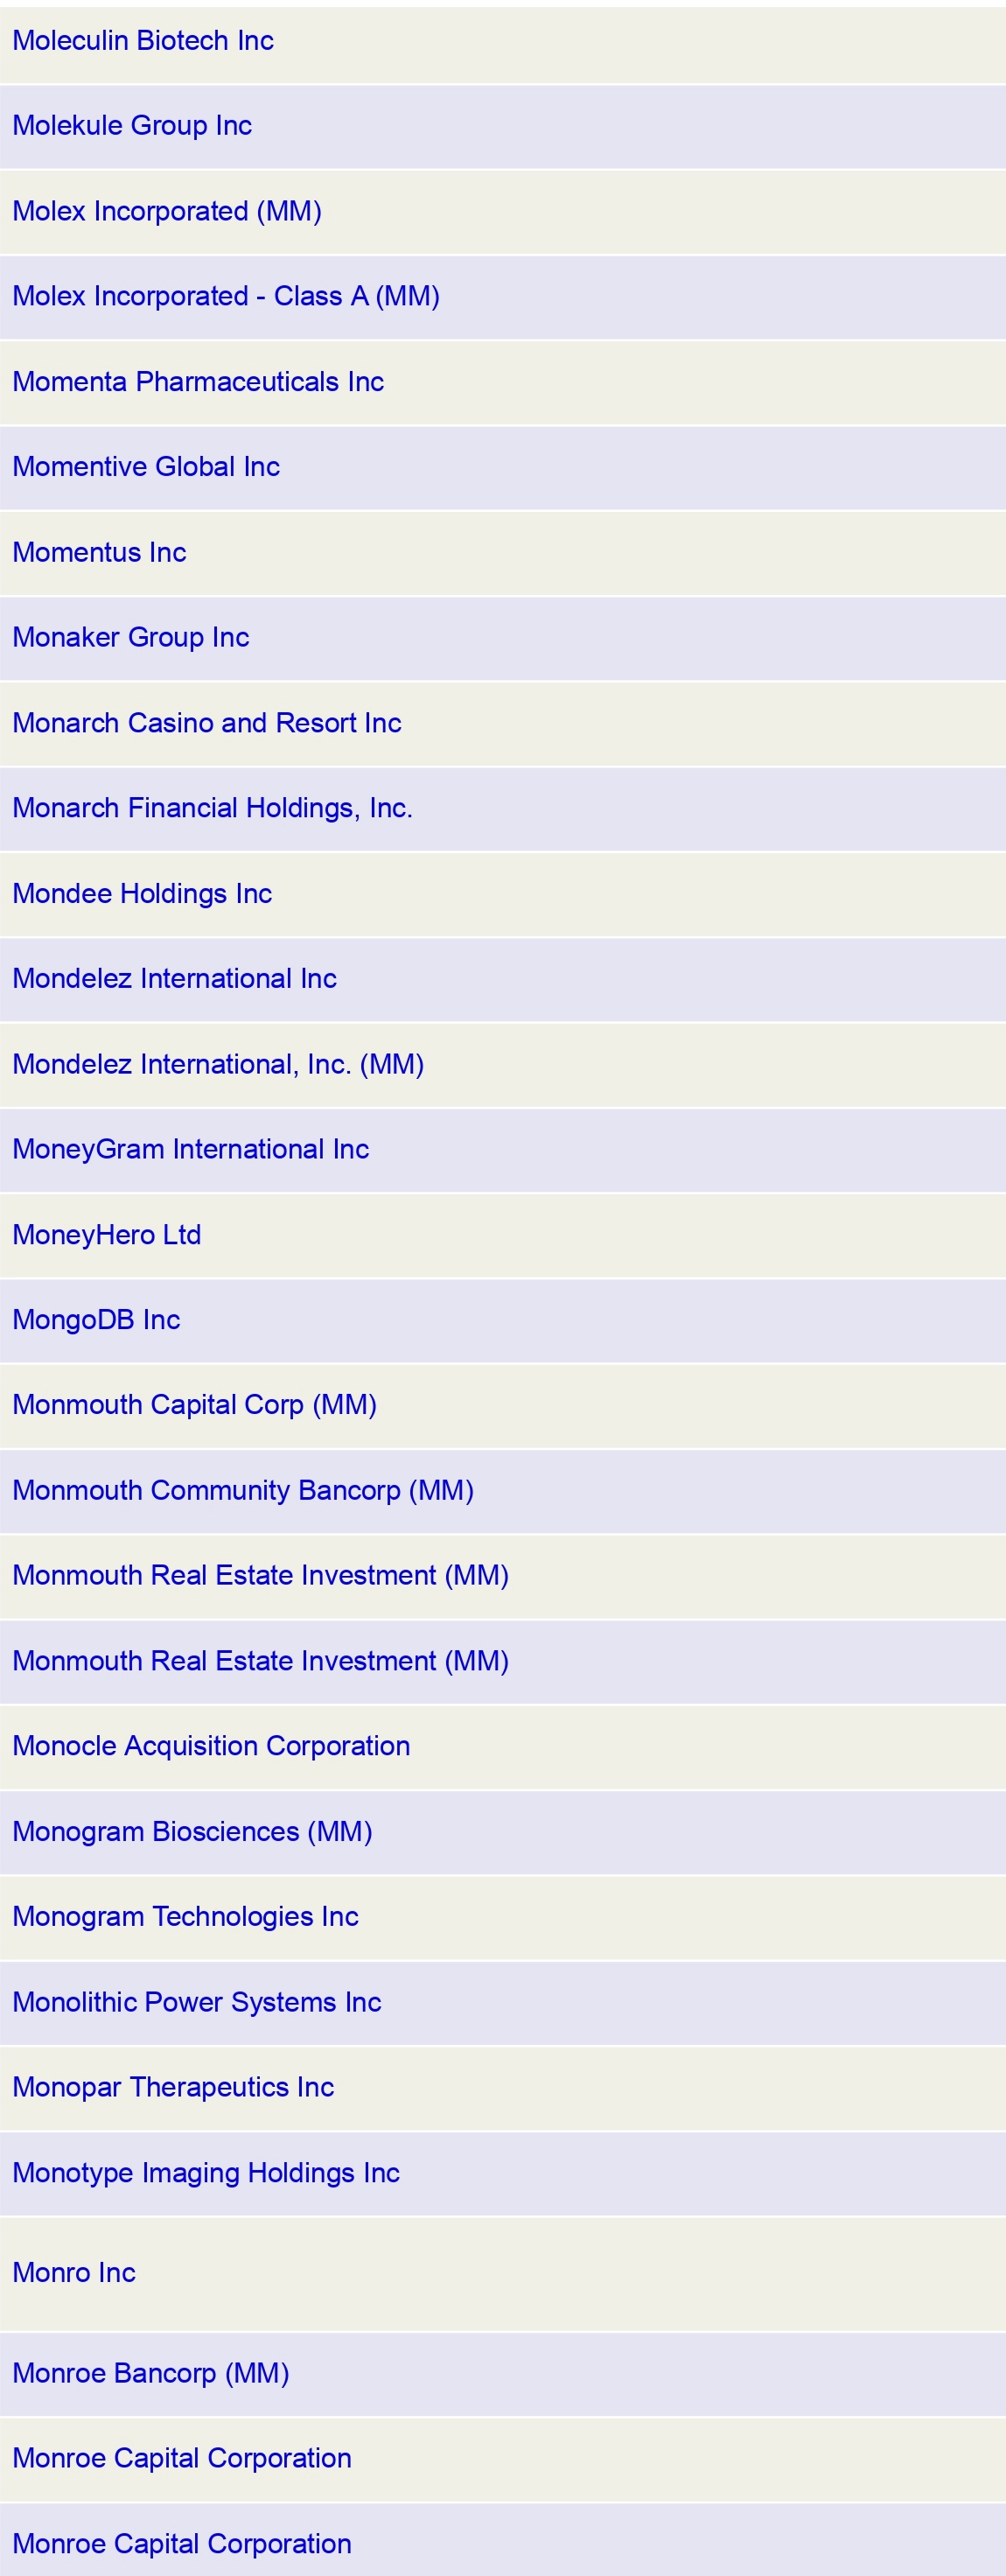 Moleculin Biotech Inc
Molekule Group Inc
Molex Incorporated (MM)
Molex Incorporated - Class A (MM)
Momenta Pharmaceuticals Inc
Momentive Global Inc
Momentus Inc
Monaker Group Inc
Monarch Casino and Resort Inc
Monarch Financial Holdings, Inc.
Mondee Holdings Inc
Mondelez International Inc
Mondelez International, Inc. (MM)
MoneyGram International Inc
MoneyHero Ltd
MongoDB Inc
Monmouth Capital Corp (MM)
Monmouth Community Bancorp (MM)
Monmouth Real Estate Investment (MM)
Monmouth Real Estate Investment (MM)
Monocle Acquisition Corporation
Monogram Biosciences (MM)
Monogram Technologies Inc
Monolithic Power Systems Inc
Monopar Therapeutics Inc
Monotype Imaging Holdings Inc
Monro Inc
Monroe Bancorp (MM)
Monroe Capital Corporation
Monroe Capital Corporation